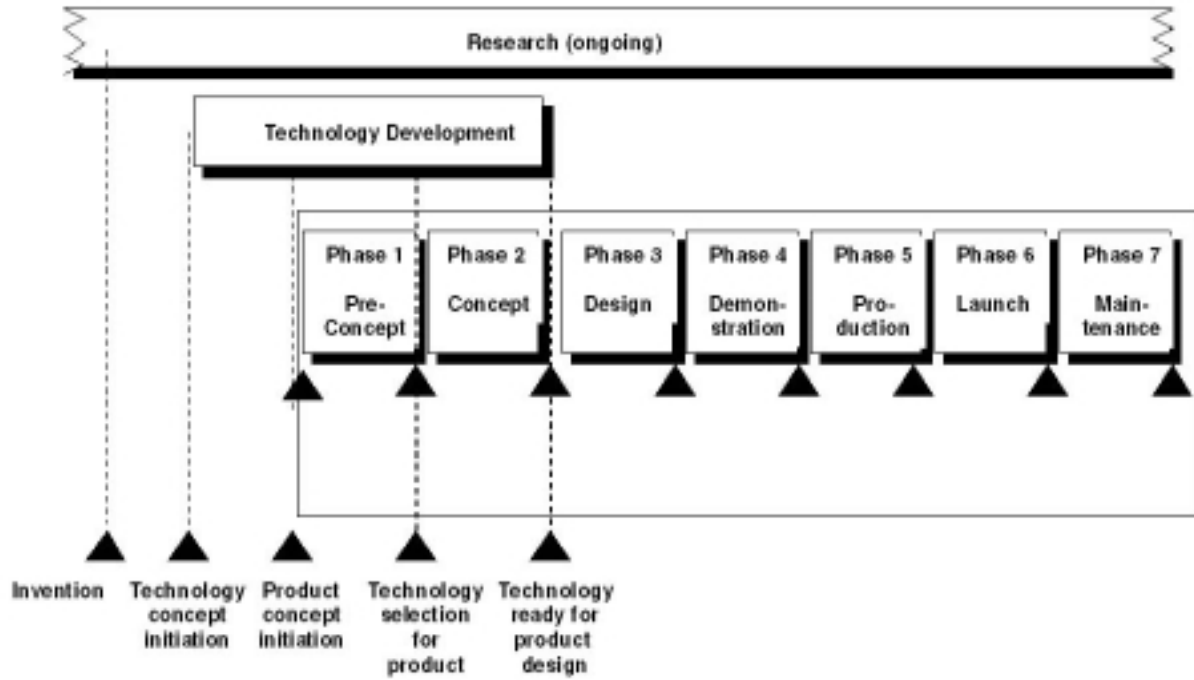 Research (ongoing)
Technology Development
Phase 1
Pre-
Concept
Phase 2
Concept
Phase 3
Design
Phase 4
Demon-
stration
Phase 5
Pro-
duction
Phase 6
Launch
Phase 7
Main-
tenance
Invention
Technology
concept
initiation
Product
concept
initiation
Technology
selection
for
product
Technology
ready for
product
design